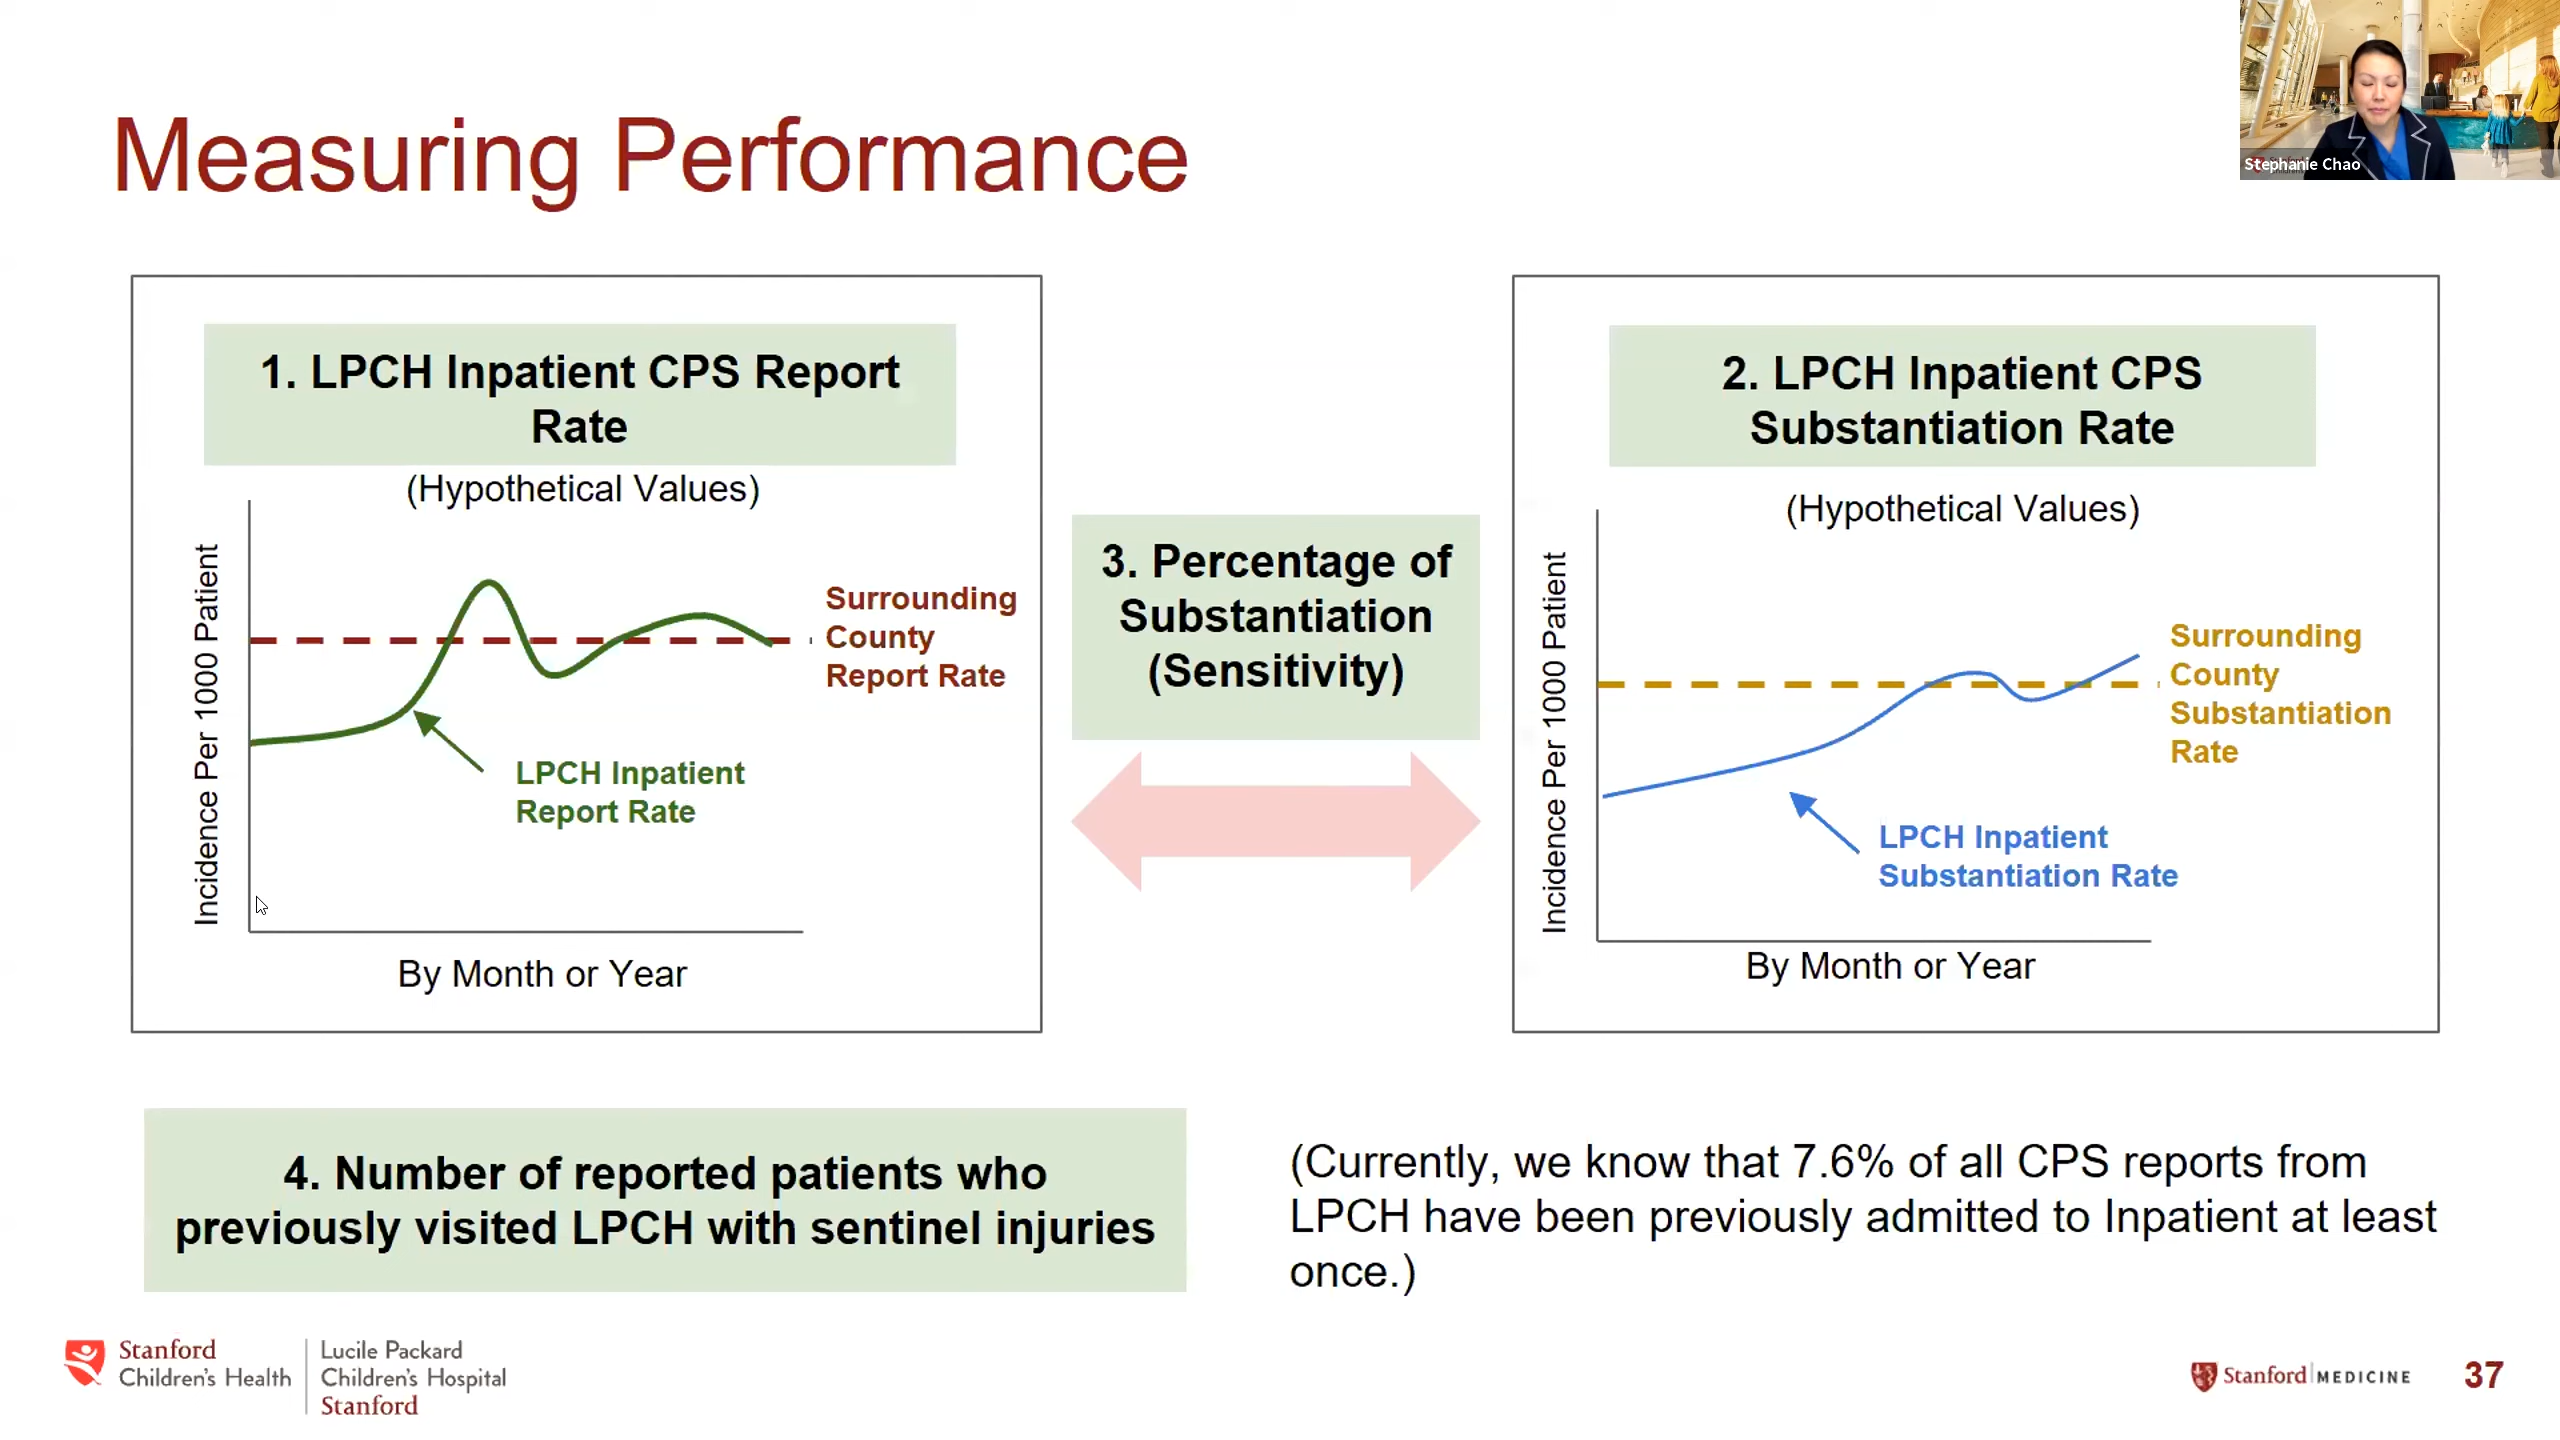 Measuring Performance
Stephanie Chao
1. LPCH Inpatient CPS Report
Rate
(Hypothetical Values)
Incidence Per 1000 Patient
Surrounding
County
Report Rate
LPCH Inpatient
Report Rate
By Month or Year
3. Percentage of
Substantiation
(Sensitivity)
2. LPCH Inpatient CPS
Substantiation Rate
(Hypothetical Values)
Incidence Per 1000 Patient
Surrounding
County
Substantiation
Rate
LPCH Inpatient
Substantiation Rate
By Month or Year
4. Number of reported patients who
previously visited LPCH with sentinel injuries
(Currently, we know that 7.6% of all CPS reports from
LPCH have been previously admitted to Inpatient at least
once.)
Stanford
Children's Health
Lucile Packard
Children's Hospital
Stanford
Stanford MEDICINE
37